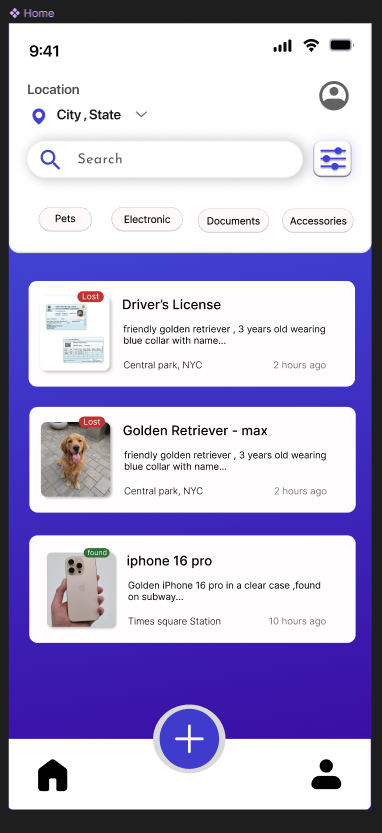 Home
9:41
Location
City , State
Search
Pets
Electronic
Documents
Accessories
Lost
Driver's License
friendly golden retriever , 3 years old wearing
blue collar with name...
Central park, NYC
2 hours ago
Lost
Golden Retriever - max
friendly golden retriever , 3 years old wearing
blue collar with name...
Central park, NYC
2 hours ago
found
iphone 16 pro
Golden iPhone 16 pro in a clear case ,found
on subway...
Times square Station
10 hours ago